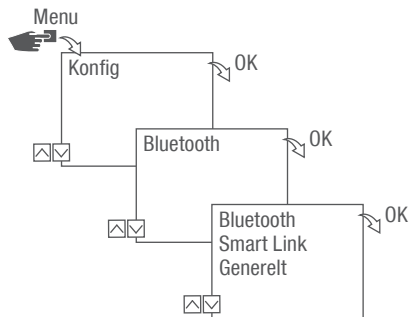 Menu
Konfig
OK
Bluetooth
OK
Bluetooth
Smart Link
Generelt
OK